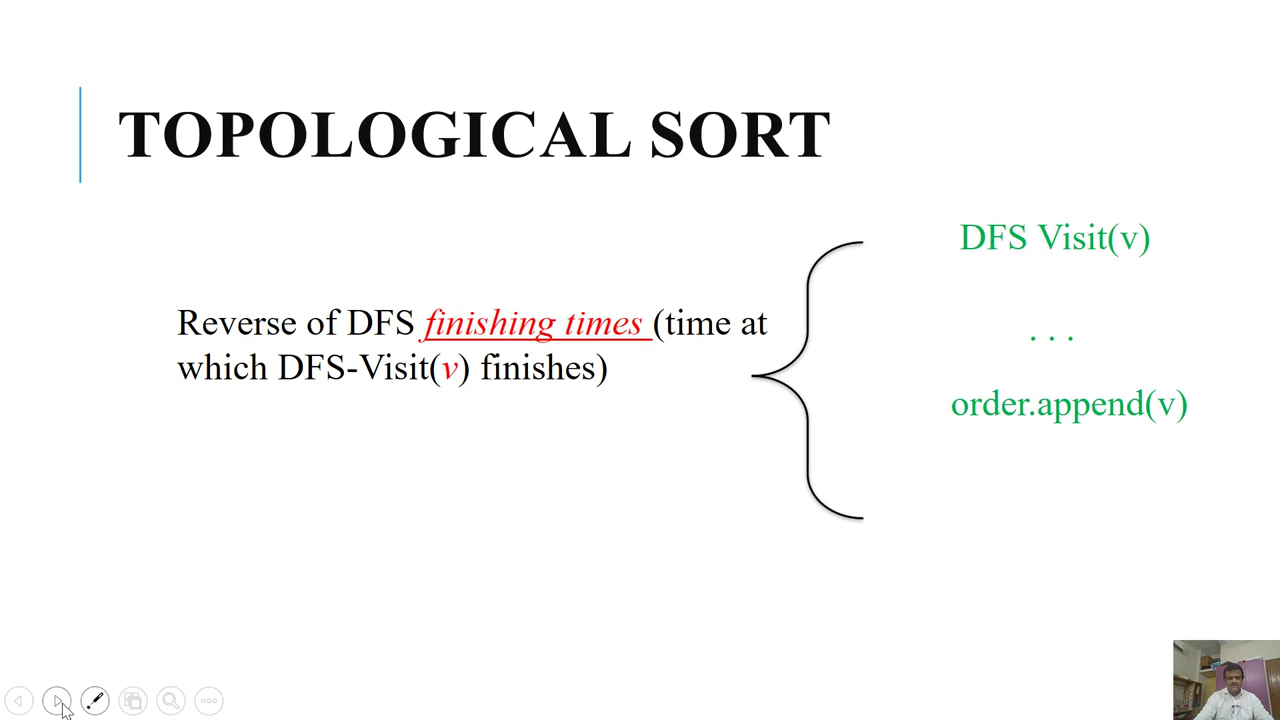 TOPOLOGICAL SORT
Reverse of DFS finishing times (time at
which DFS-Visit(v) finishes)
DFS Visit(v)
. . .
order.append(v)